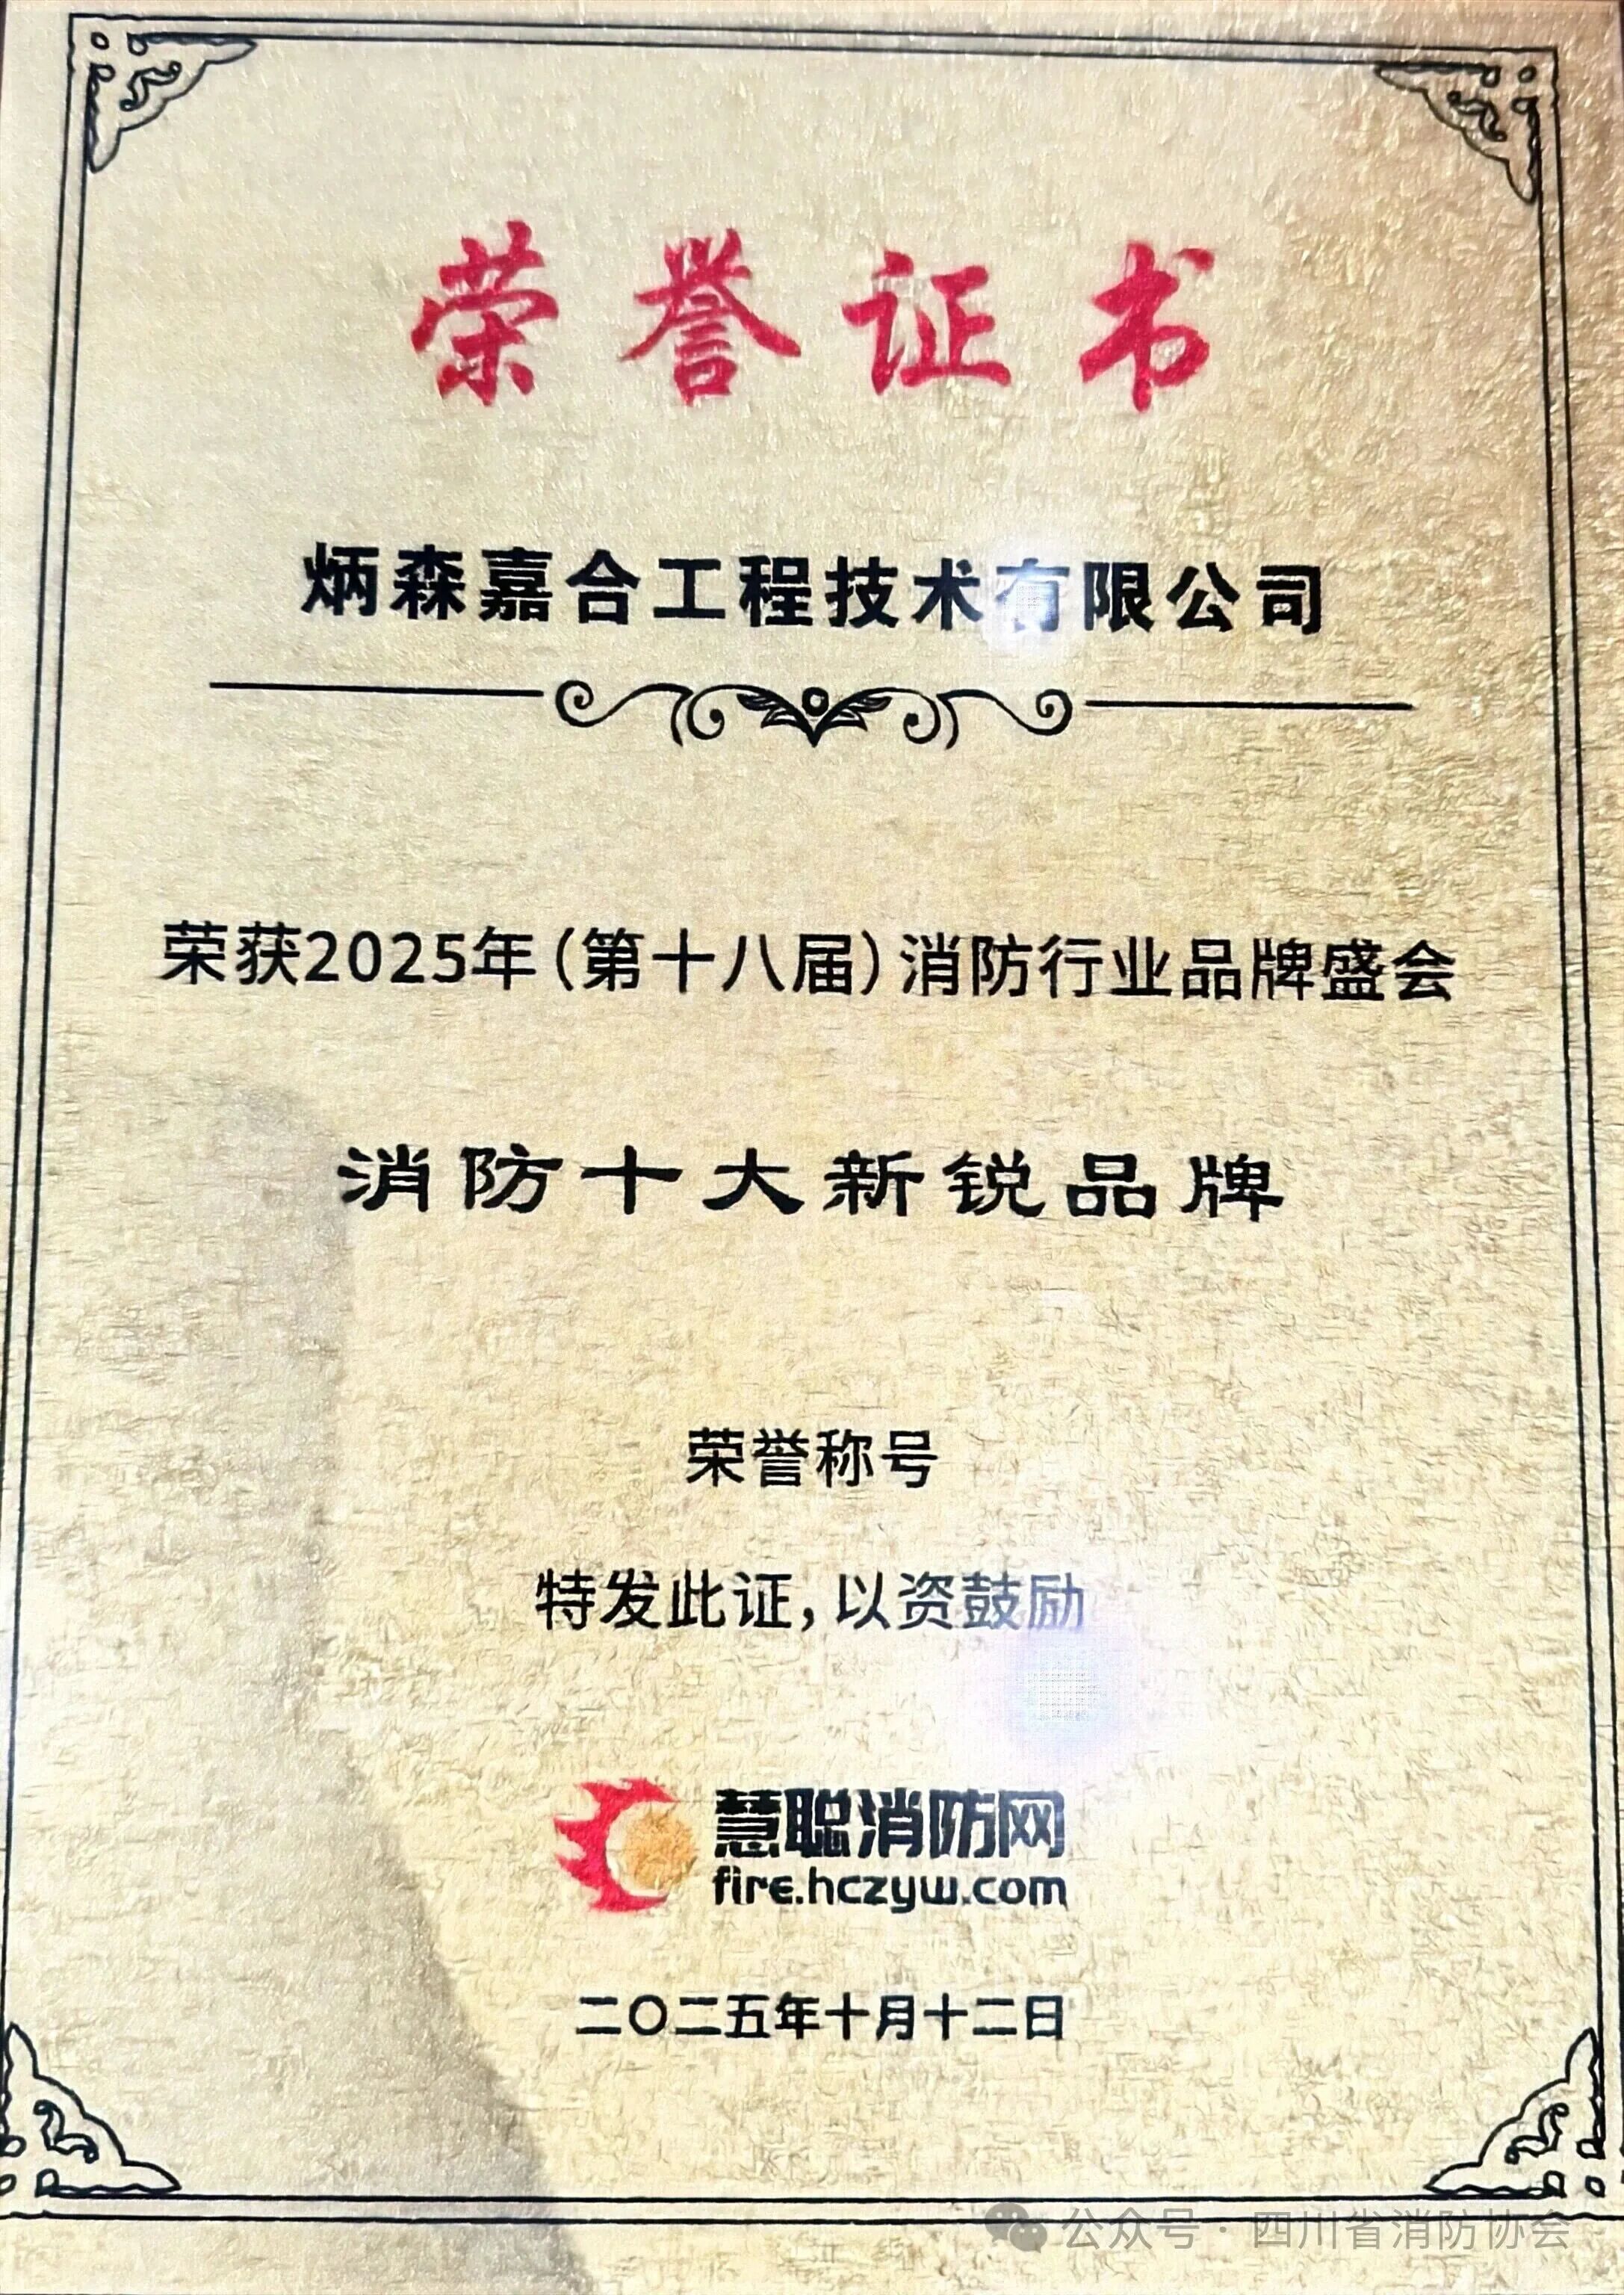 荣誉证书
炳森嘉合工程技术有限公司
荣获2025年(第十八届)消防行业品牌盛会
消防十大新锐品牌
荣誉称号
特发此证,以资鼓励
慧聪消防网
fire.hczyw.com
二〇二五年十月十二日
公众号·四川省消防协会